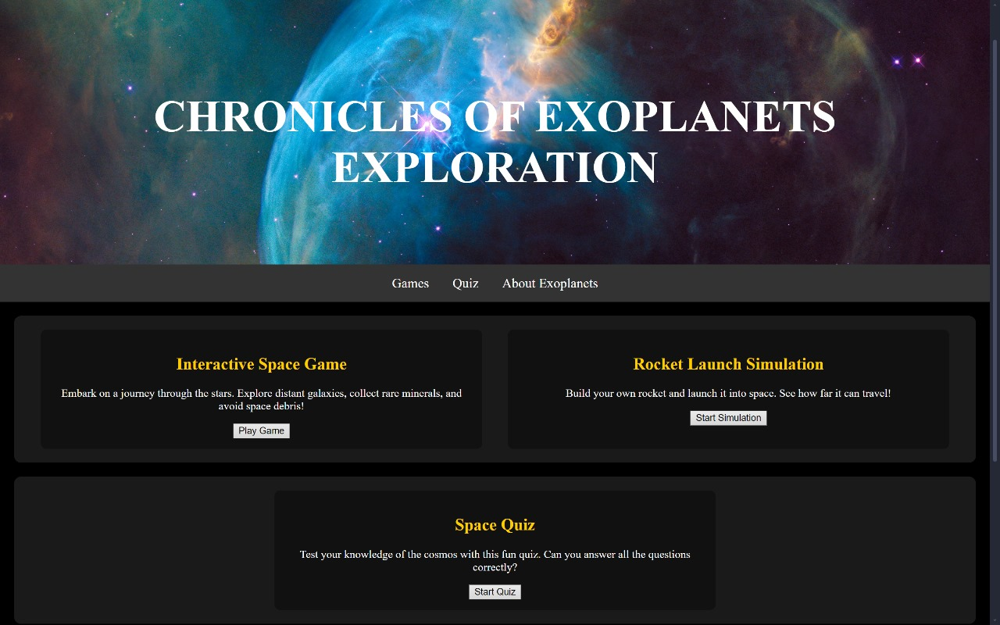 CHRONICLES OF EXOPLANETS
EXPLORATION
Games
Quiz
About Exoplanets
Interactive Space Game
Embark on a journey through the stars. Explore distant galaxies, collect rare minerals, and
avoid space debris!
Play Game
Rocket Launch Simulation
Build your own rocket and launch it into space. See how far it can travel!
Start Simulation
Space Quiz
Test your knowledge of the cosmos with this fun quiz. Can you answer all the questions
correctly?
Start Quiz